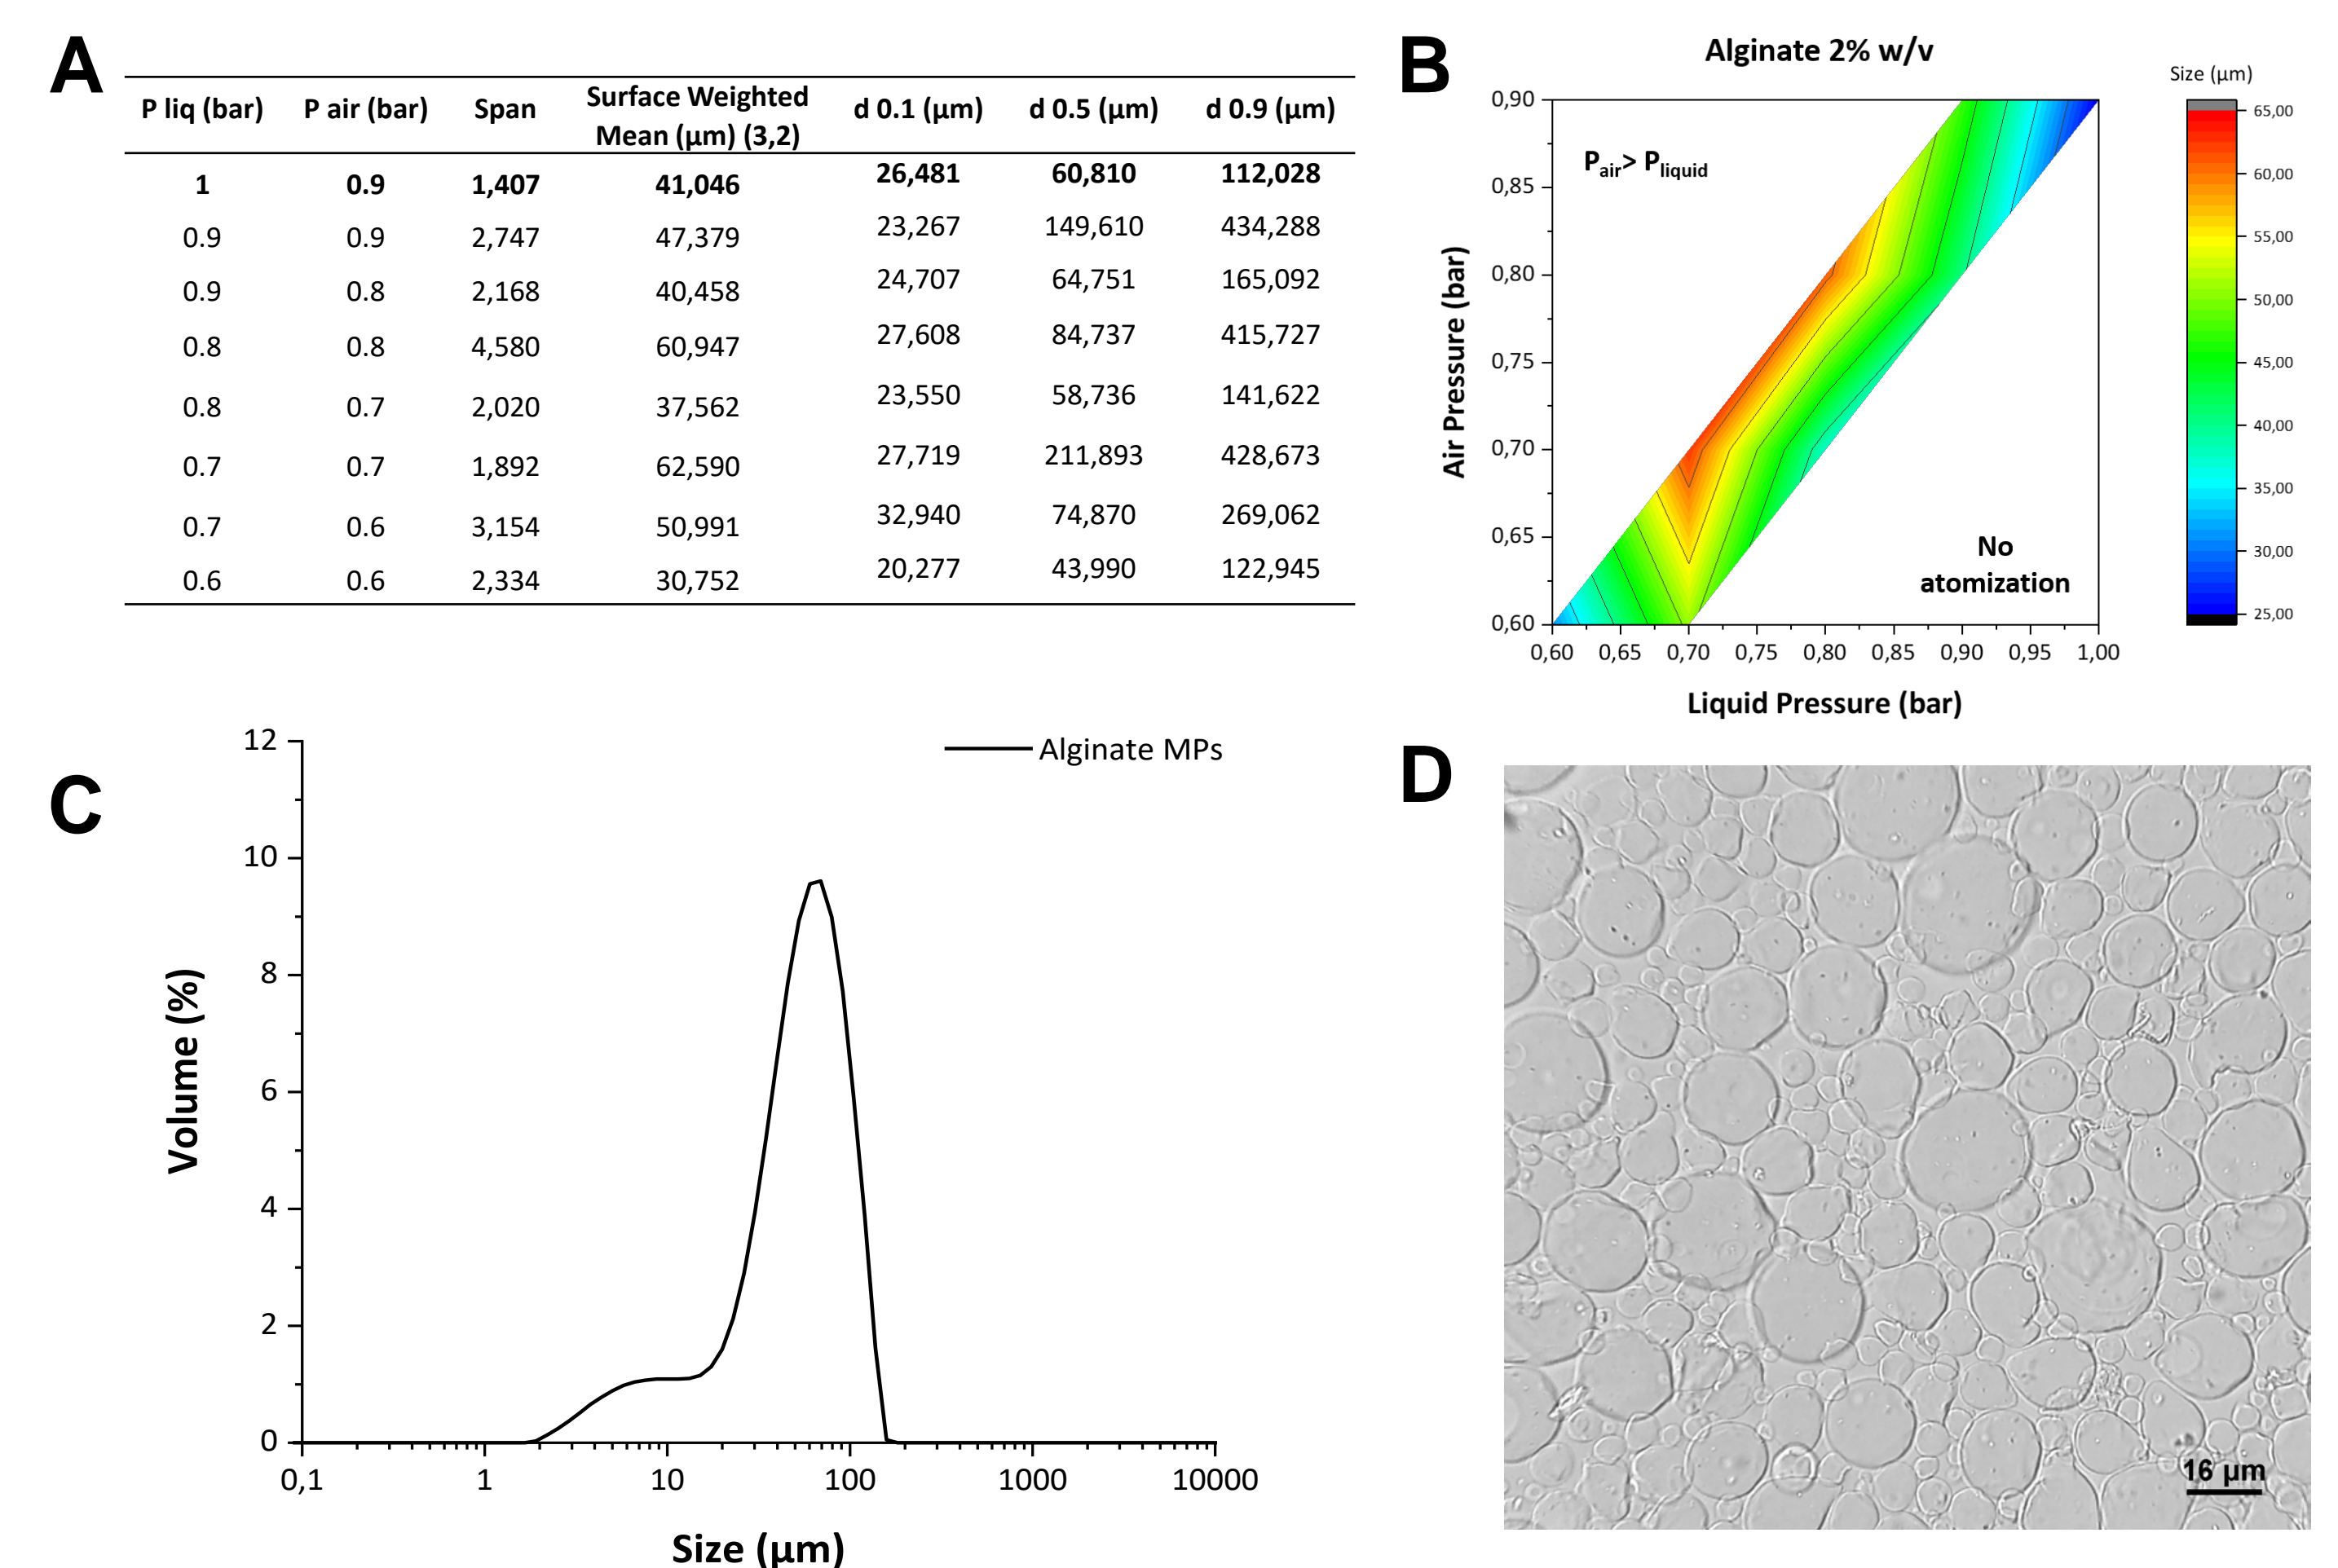 A
P liq (bar) P air (bar) Span Surface Weighted Mean (µm) (3,2) d 0.1 (µm) d 0.5 (µm) d 0.9 (µm)
1 0.9 1,407 41,046 26,481 60,810 112,028
0.9 0.9 2,747 47,379 23,267 149,610 434,288
0.9 0.8 2,168 40,458 24,707 64,751 165,092
0.8 0.8 4,580 60,947 27,608 84,737 415,727
0.8 0.7 2,020 37,562 23,550 58,736 141,622
0.7 0.7 1,892 62,590 27,719 211,893 428,673
0.7 0.6 3,154 50,991 32,940 74,870 269,062
0.6 0.6 2,334 30,752 20,277 43,990 122,945
B
Alginate 2% w/v
Size (µm)
0,90
0,85
0,80
0,75
0,70
0,65
0,60
Air Pressure (bar)
Pair> Pliquid
No
atomization
0,60 0,65 0,70 0,75 0,80 0,85 0,90 0,95 1,00
Liquid Pressure (bar)
65,00
60,00
55,00
50,00
45,00
40,00
35,00
30,00
25,00
C
Alginate MPs
12
10
8
6
4
2
0
Volume (%)
0,1 1 10 100 1000 10000
Size (µm)
D
16 µm